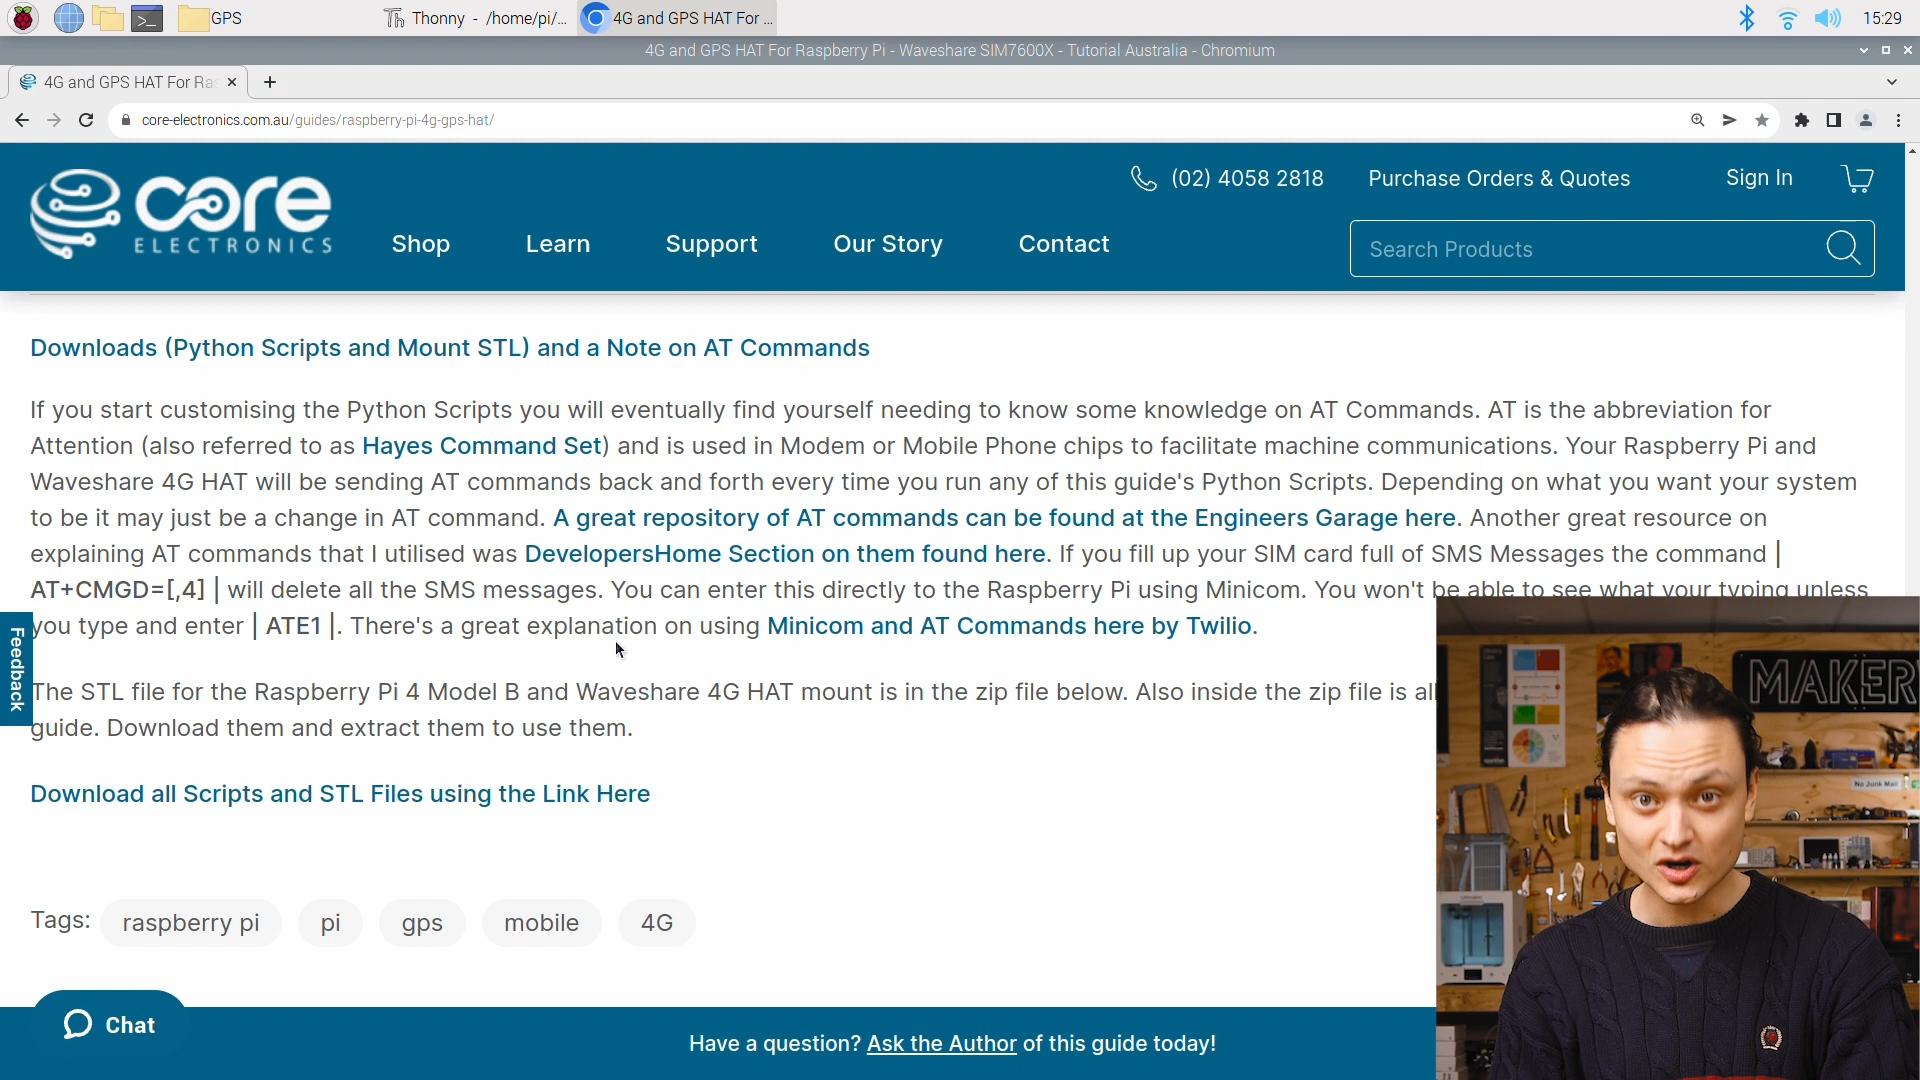 GPS
Thonny - /home/pi/...
4G and GPS HAT For ...
15:29
4G and GPS HAT For Raspberry Pi - Waveshare SIM7600X - Tutorial Australia - Chromium
4G and GPS HAT For Ras
core-electronics.com.au/guides/raspberry-pi-4g-gps-hat/
core
ELECTRONICS
(02) 4058 2818
Purchase Orders & Quotes
Sign In
Shop
Learn
Support
Our Story
Contact
Search Products
Downloads (Python Scripts and Mount STL) and a Note on AT Commands
If you start customising the Python Scripts you will eventually find yourself needing to know some knowledge on AT Commands. AT is the abbreviation for
Attention (also referred to as Hayes Command Set) and is used in Modem or Mobile Phone chips to facilitate machine communications. Your Raspberry Pi and
Waveshare 4G HAT will be sending AT commands back and forth every time you run any of this guide's Python Scripts. Depending on what you want your system
to be it may just be a change in AT command. A great repository of AT commands can be found at the Engineers Garage here. Another great resource on
explaining AT commands that I utilised was DevelopersHome Section on them found here. If you fill up your SIM card full of SMS Messages the command |
AT+CMGD=[,4] | will delete all the SMS messages. You can enter this directly to the Raspberry Pi using Minicom. You won't be able to see what your typing unless
you type and enter | ATE1 |. There's a great explanation on using Minicom and AT Commands here by Twilio.
Feedback
The STL file for the Raspberry Pi 4 Model B and Waveshare 4G HAT mount is in the zip file below. Also inside the zip file is all
guide. Download them and extract them to use them.
Download all Scripts and STL Files using the Link Here
Tags:
raspberry pi
pi
gps
mobile
4G
Chat
Have a question? Ask the Author of this guide today!
MAKER
No Junk Mail